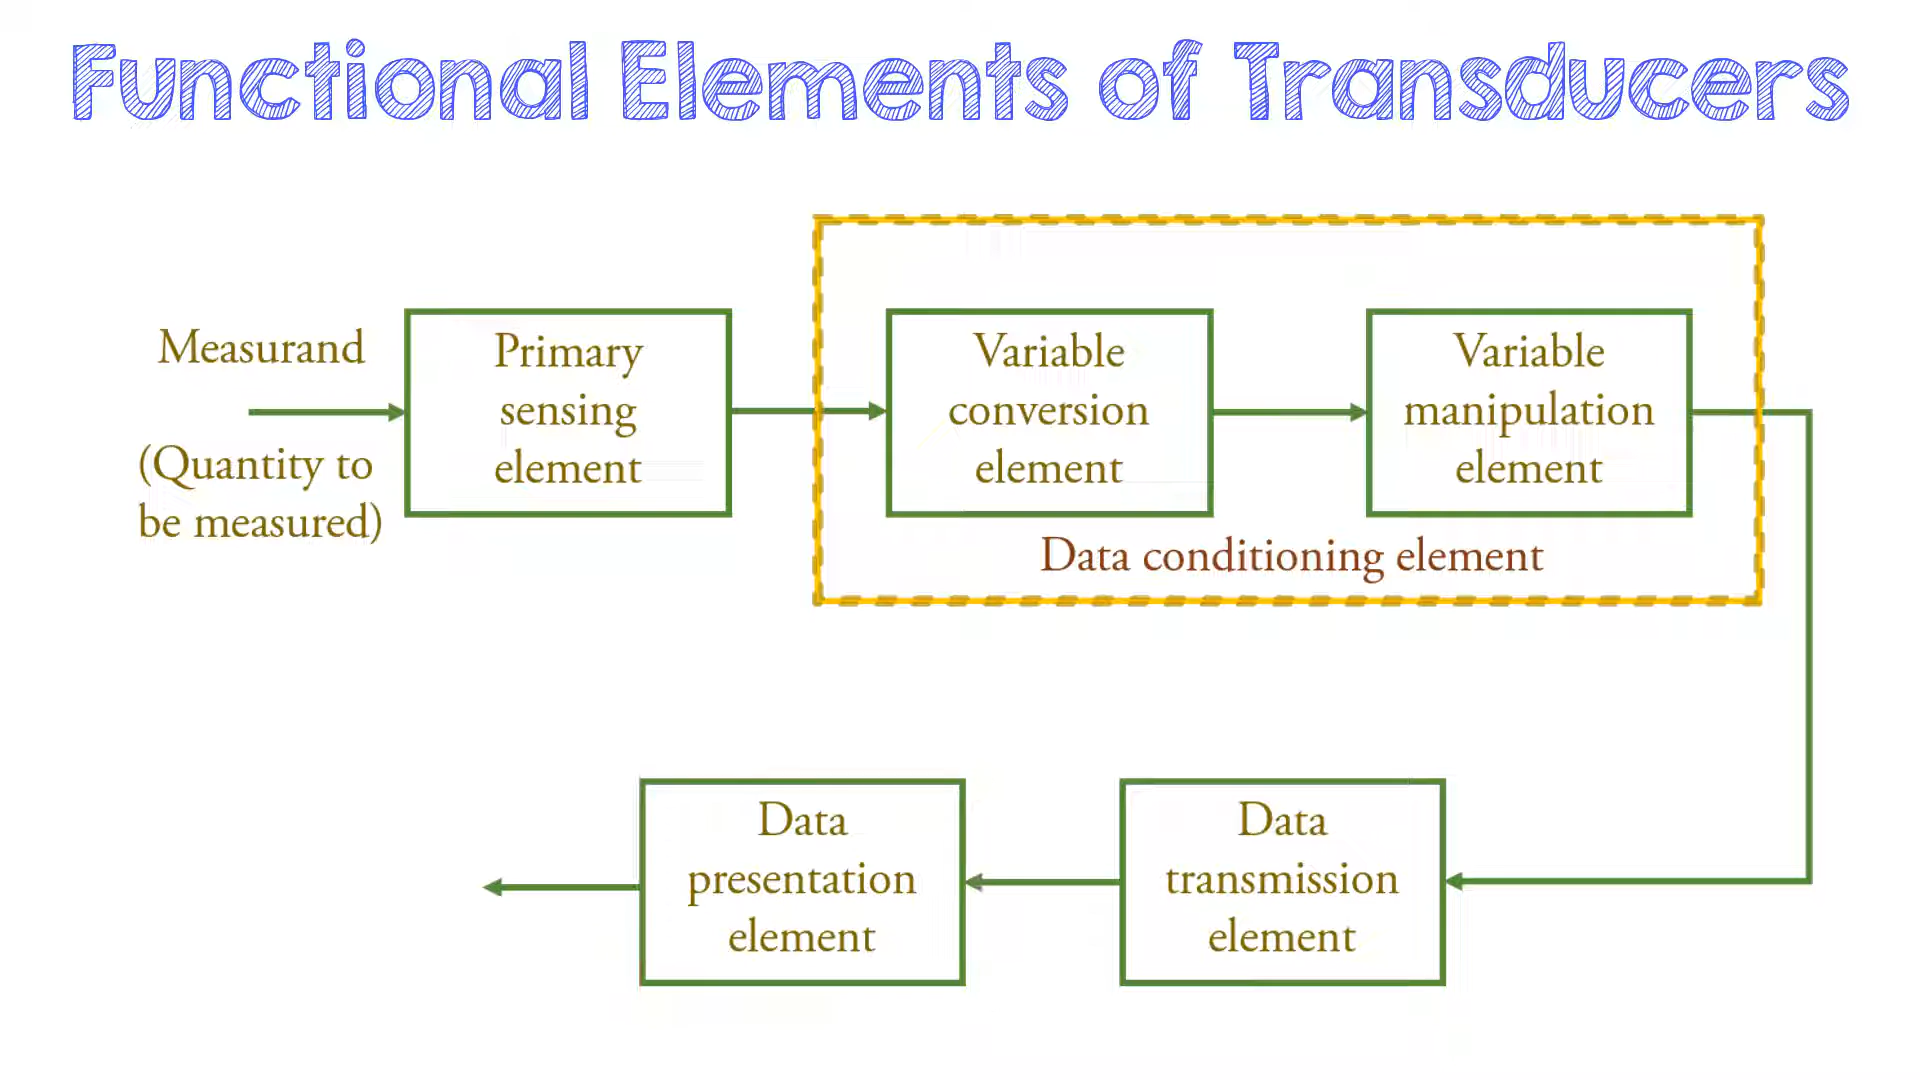 Functional Elements of Transducers
Measurand
(Quantity to
be measured)
Primary
sensing
element
Variable
conversion
element
Variable
manipulation
element
Data conditioning element
Data
presentation
element
Data
transmission
element